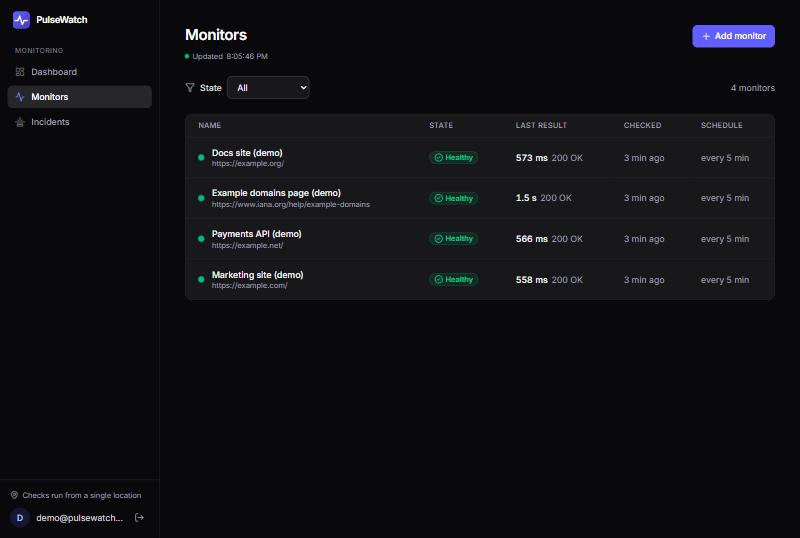 PulseWatch
MONITORING
Dashboard
Monitors
Incidents
Checks run from a single location
D
demo@pulsewatch...
Monitors
Updated 8:05:46 PM
Add monitor
State
All
4 monitors
NAME STATE LAST RESULT CHECKED SCHEDULE
Docs site (demo)
https://example.org/
Healthy 573 ms 200 OK 3 min ago every 5 min
Example domains page (demo)
https://www.iana.org/help/example-domains
Healthy 1.5 s 200 OK 3 min ago every 5 min
Payments API (demo)
https://example.net/
Healthy 566 ms 200 OK 3 min ago every 5 min
Marketing site (demo)
https://example.com/
Healthy 558 ms 200 OK 3 min ago every 5 min